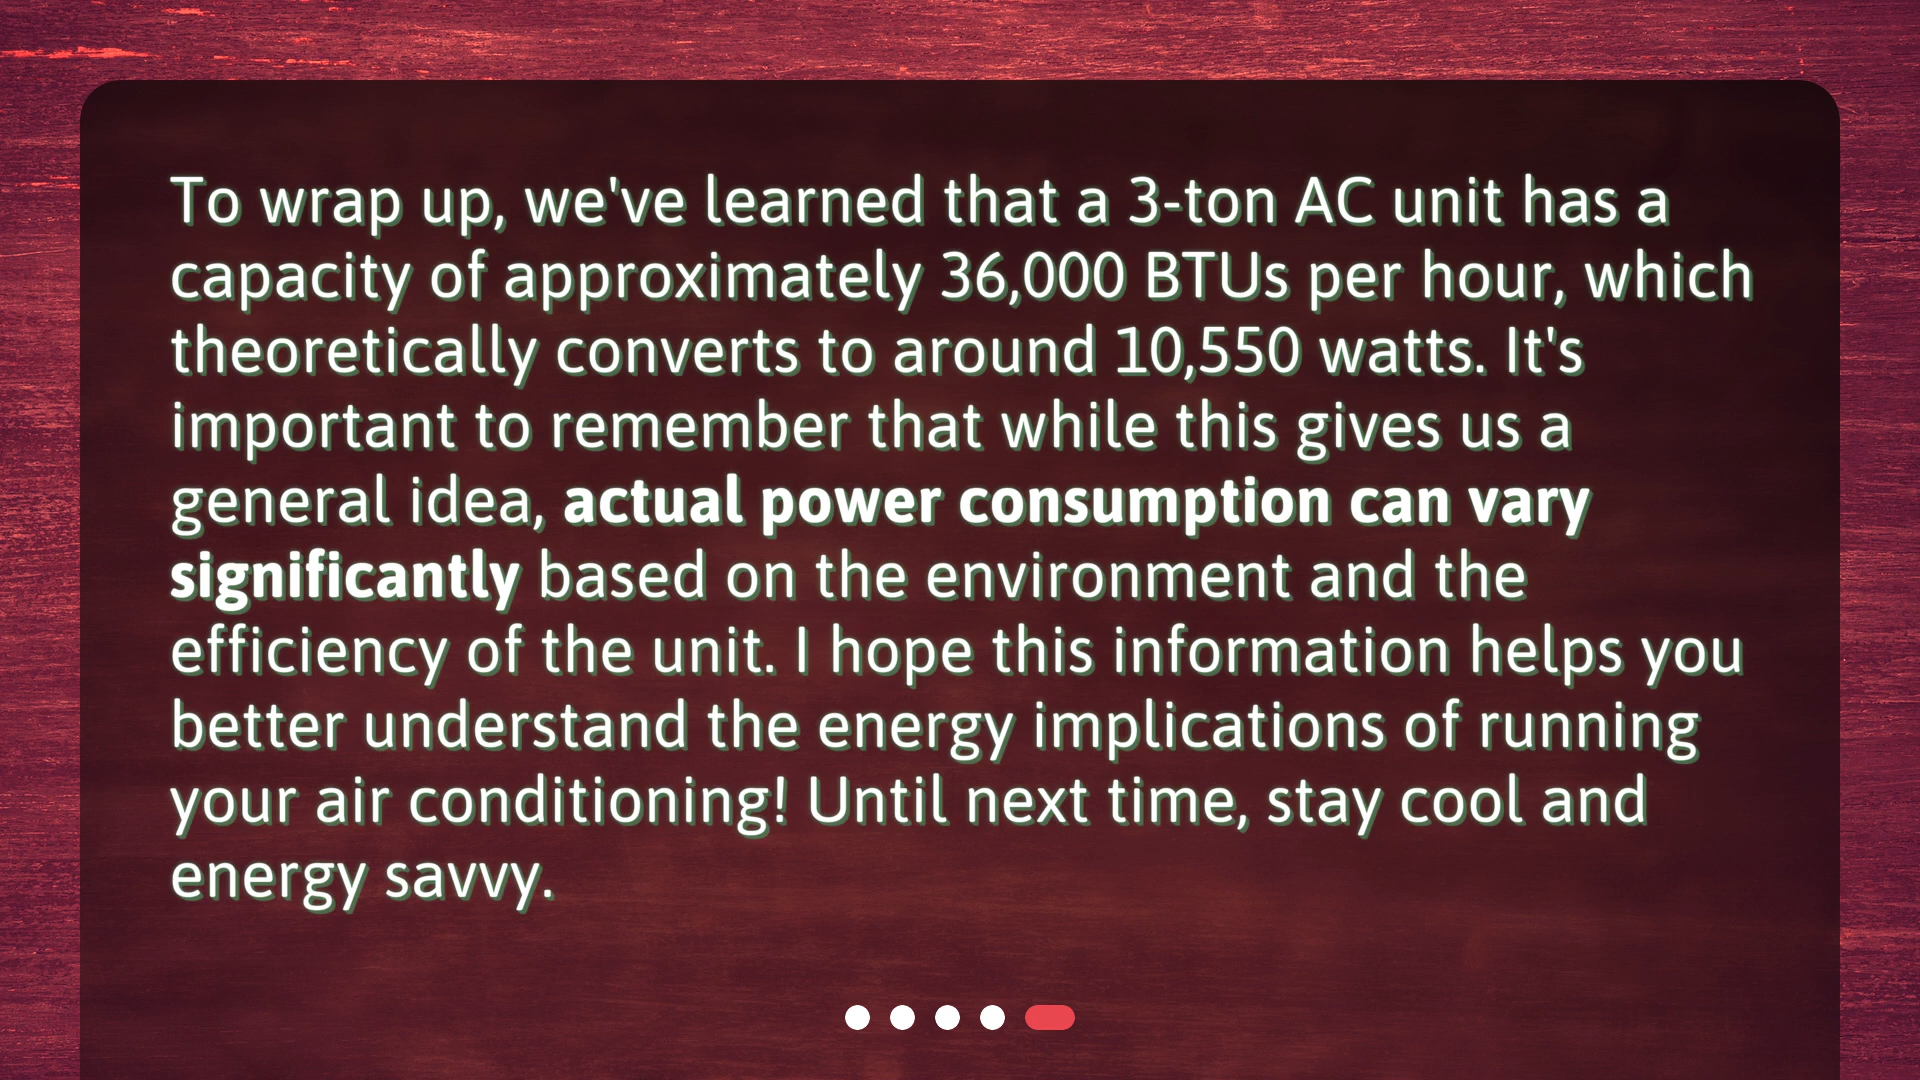 To wrap up, we've learned that a 3-ton AC unit has a
capacity of approximately 36,000 BTUs per hour, which
theoretically converts to around 10,550 watts. It's
important to remember that while this gives us a
general idea, actual power consumption can vary
significantly based on the environment and the
efficiency of the unit. I hope this information helps you
better understand the energy implications of running
your air conditioning! Until next time, stay cool and
energy savvy.